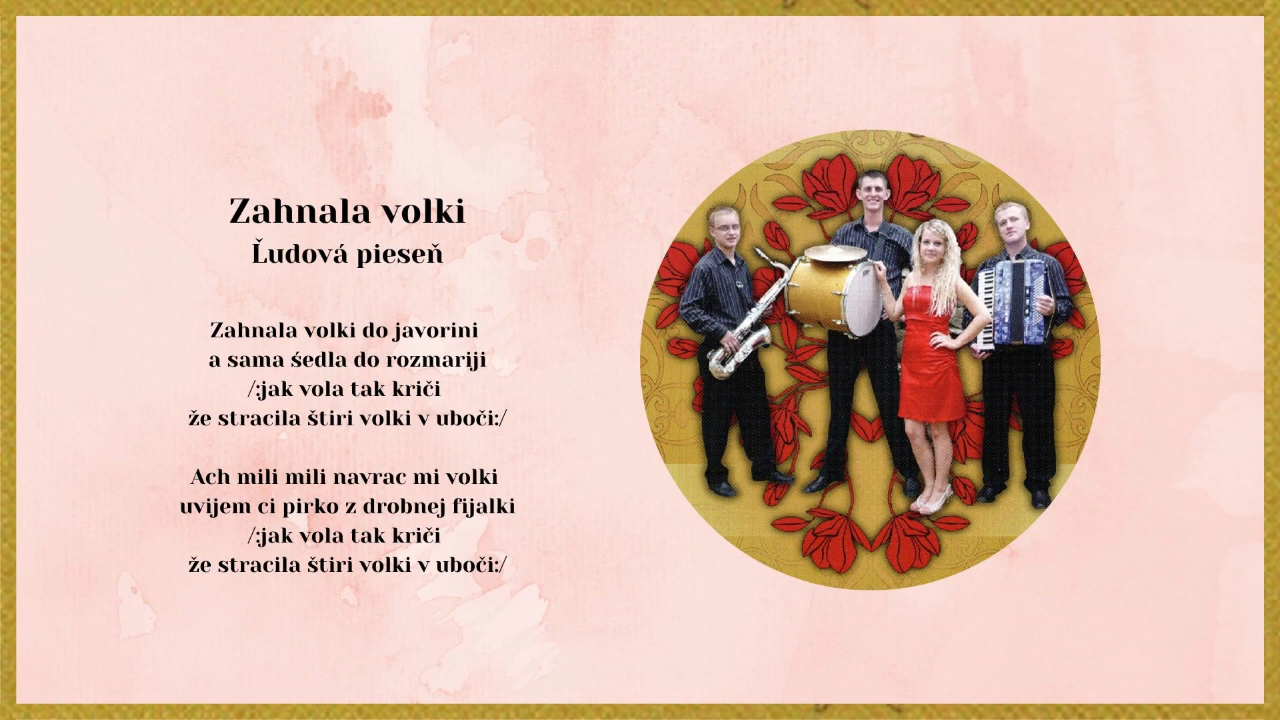 Zahnala volki
Ľudová pieseň
Zahnala volki do javorini
a sama śedla do rozmariji
/:jak vola tak kriči
že stracila štiri volki v uboči:/
Ach mili mili navrac mi volki
uvijem ci pirko z drobnej fijalki
/:jak vola tak kriči
že stracila štiri volki v uboči:/